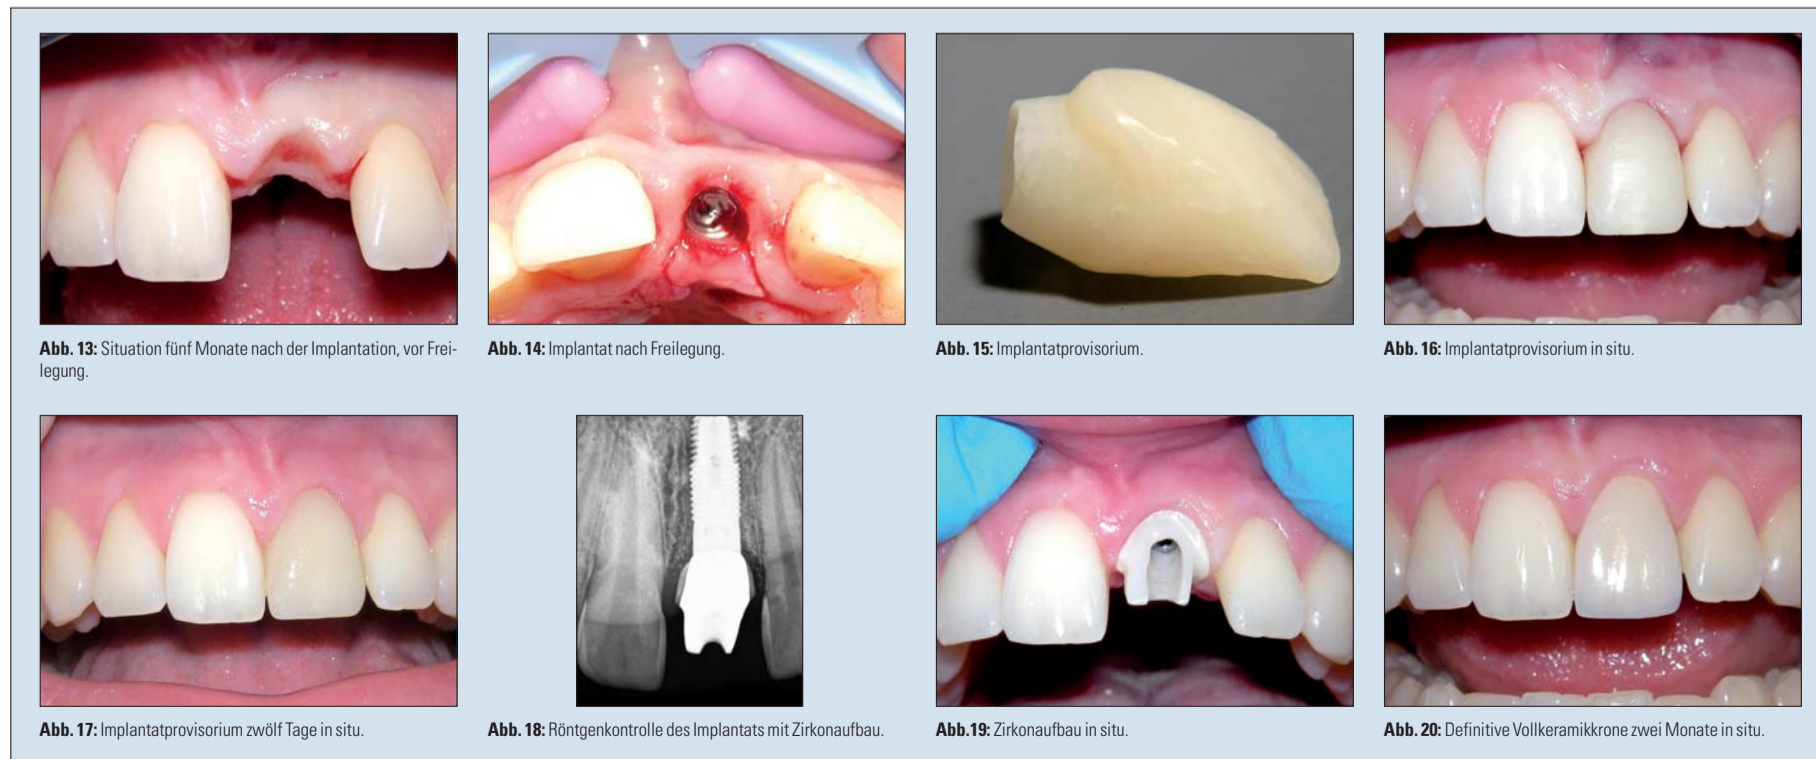 Abb. 13: Situation fünf Monate nach der Implantation, vor Frei-
legung.
Abb. 14: Implantat nach Freilegung.
Abb. 15: Implantatprovisorium.
Abb. 16: Implantatprovisorium in situ.
Abb. 17: Implantatprovisorium zwölf Tage in situ.
Abb. 18: Röntgenkontrolle des Implantats mit Zirkonaufbau.
Abb.19: Zirkonaufbau in situ.
Abb. 20: Definitive Vollkeramikkrone zwei Monate in situ.